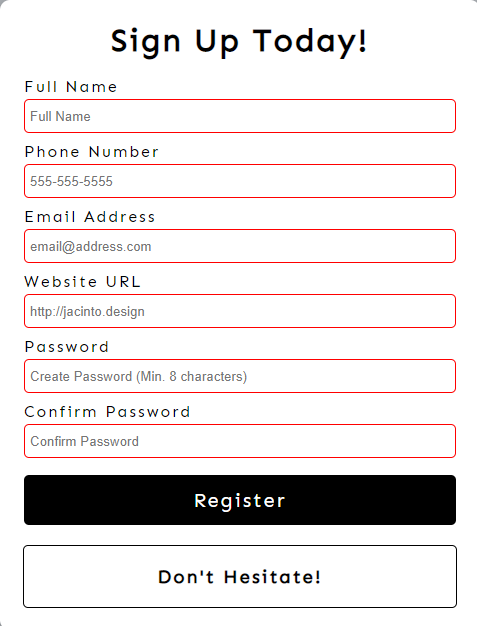 Sign Up Today!
Full Name
Full Name
Phone Number
555-555-5555
Email Address
email@address.com
Website URL
http://jacinto.design
Password
Create Password (Min. 8 characters)
Confirm Password
Confirm Password
Register
Don't Hesitate!